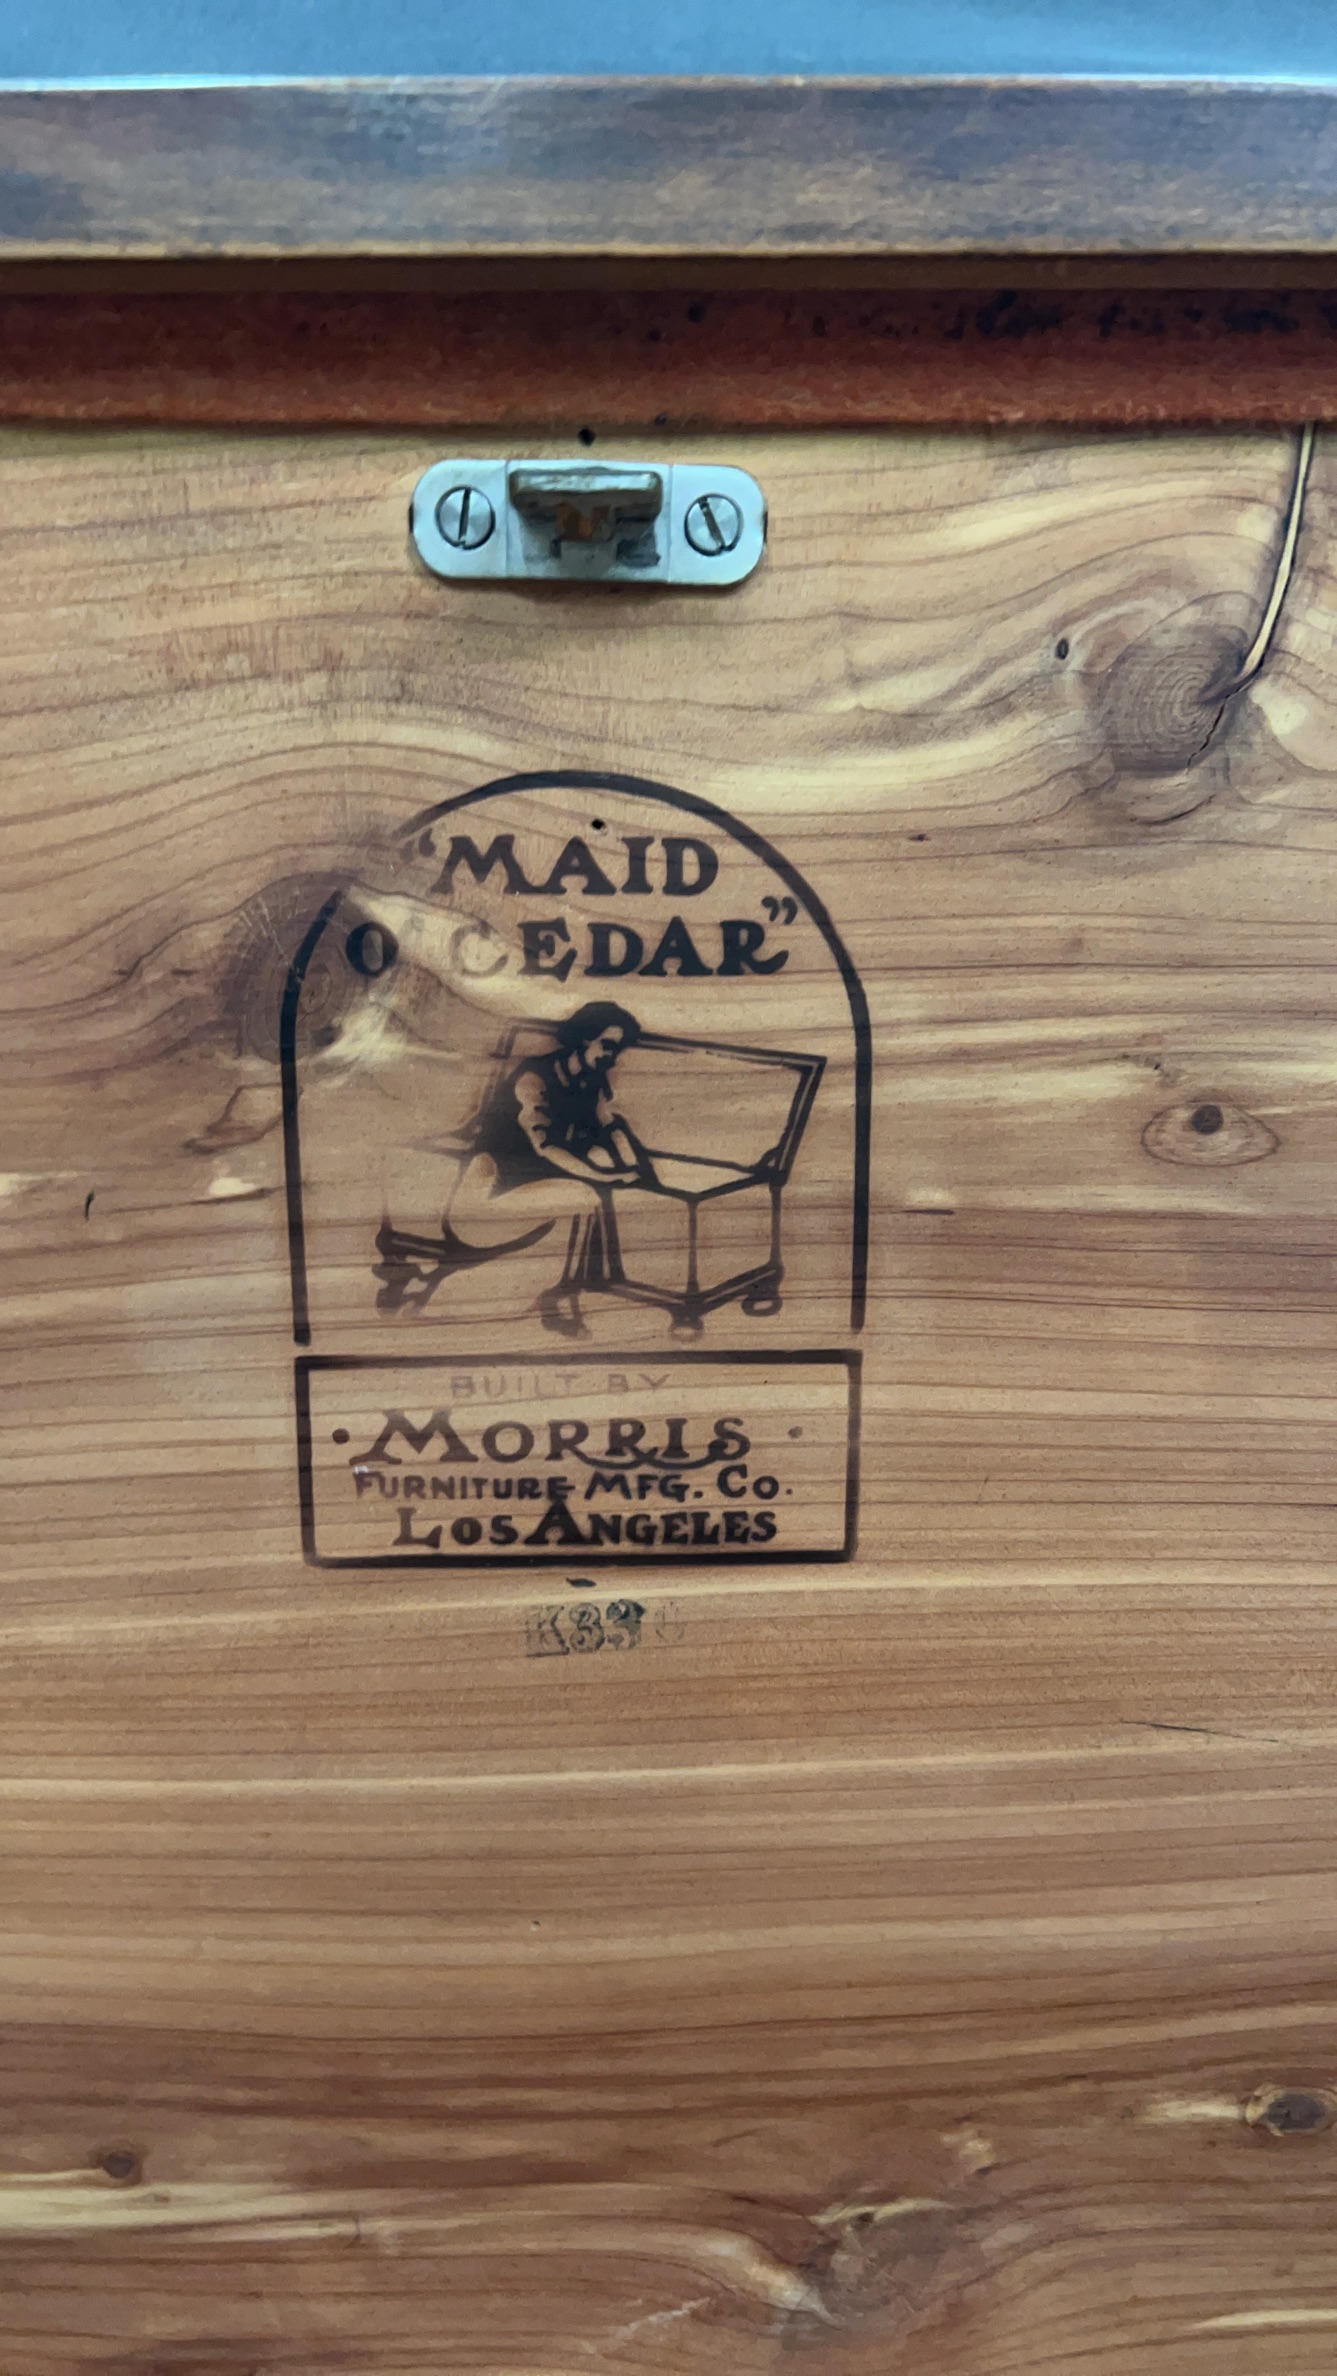 "MAID
O CEDAR"
BUILT BY
MORRIS
FURNITURE MFG. CO.
LOS ANGELES